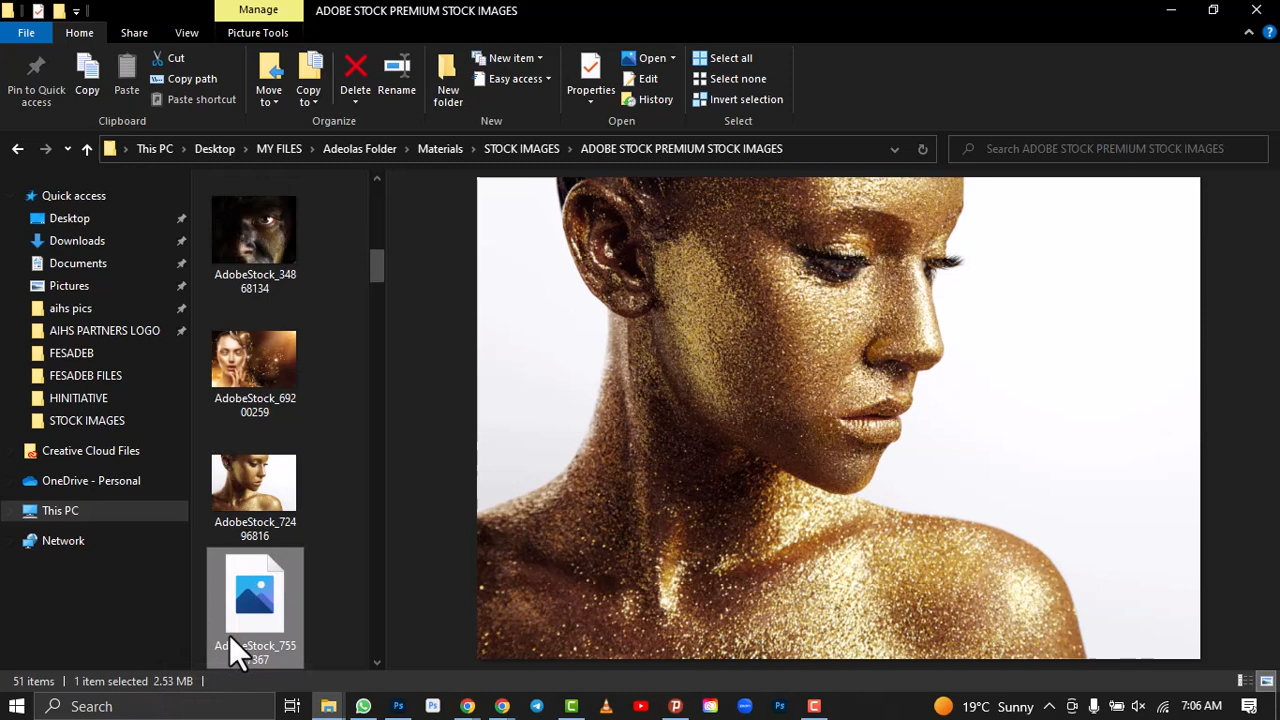 Manage
ADOBE STOCK PREMIUM STOCK IMAGES
File
Home
Share
View
Picture Tools
Pin to Quick
access
Copy
Paste
Cut
Copy path
Paste shortcut
Clipboard
Move
to
Copy
to
Delete
Rename
Organize
New
folder
New item
Easy access
New
Properties
Open
Edit
History
Open
Select all
Select none
Invert selection
Select
This PC
Desktop
MY FILES
Adeolas Folder
Materials
STOCK IMAGES
ADOBE STOCK PREMIUM STOCK IMAGES
Search ADOBE STOCK PREMIUM STOCK IMAGES
Quick access
Desktop
Downloads
Documents
Pictures
aihs pics
AIHS PARTNERS LOGO
FESADEB
FESADEB FILES
HINITIATIVE
STOCK IMAGES
Creative Cloud Files
OneDrive - Personal
This PC
Network
AdobeStock_348
68134
AdobeStock_692
00259
AdobeStock_724
96816
51 items
1 item selected 2.53 MB
Search
19°C Sunny
7:06 AM